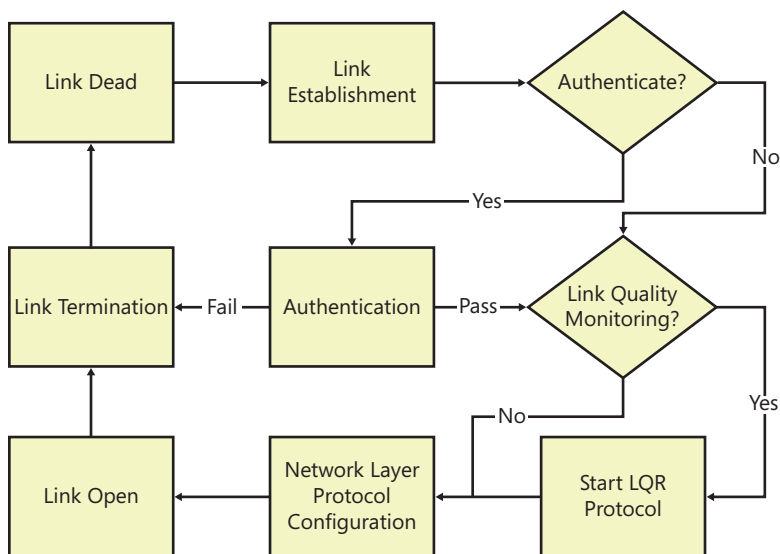 Link Dead
Link
Establishment
Authenticate?
No
Yes
Link Termination
Fail
Authentication
Pass
Link Quality
Monitoring?
Yes
No
Link Open
Network Layer
Protocol
Configuration
Start LQR
Protocol